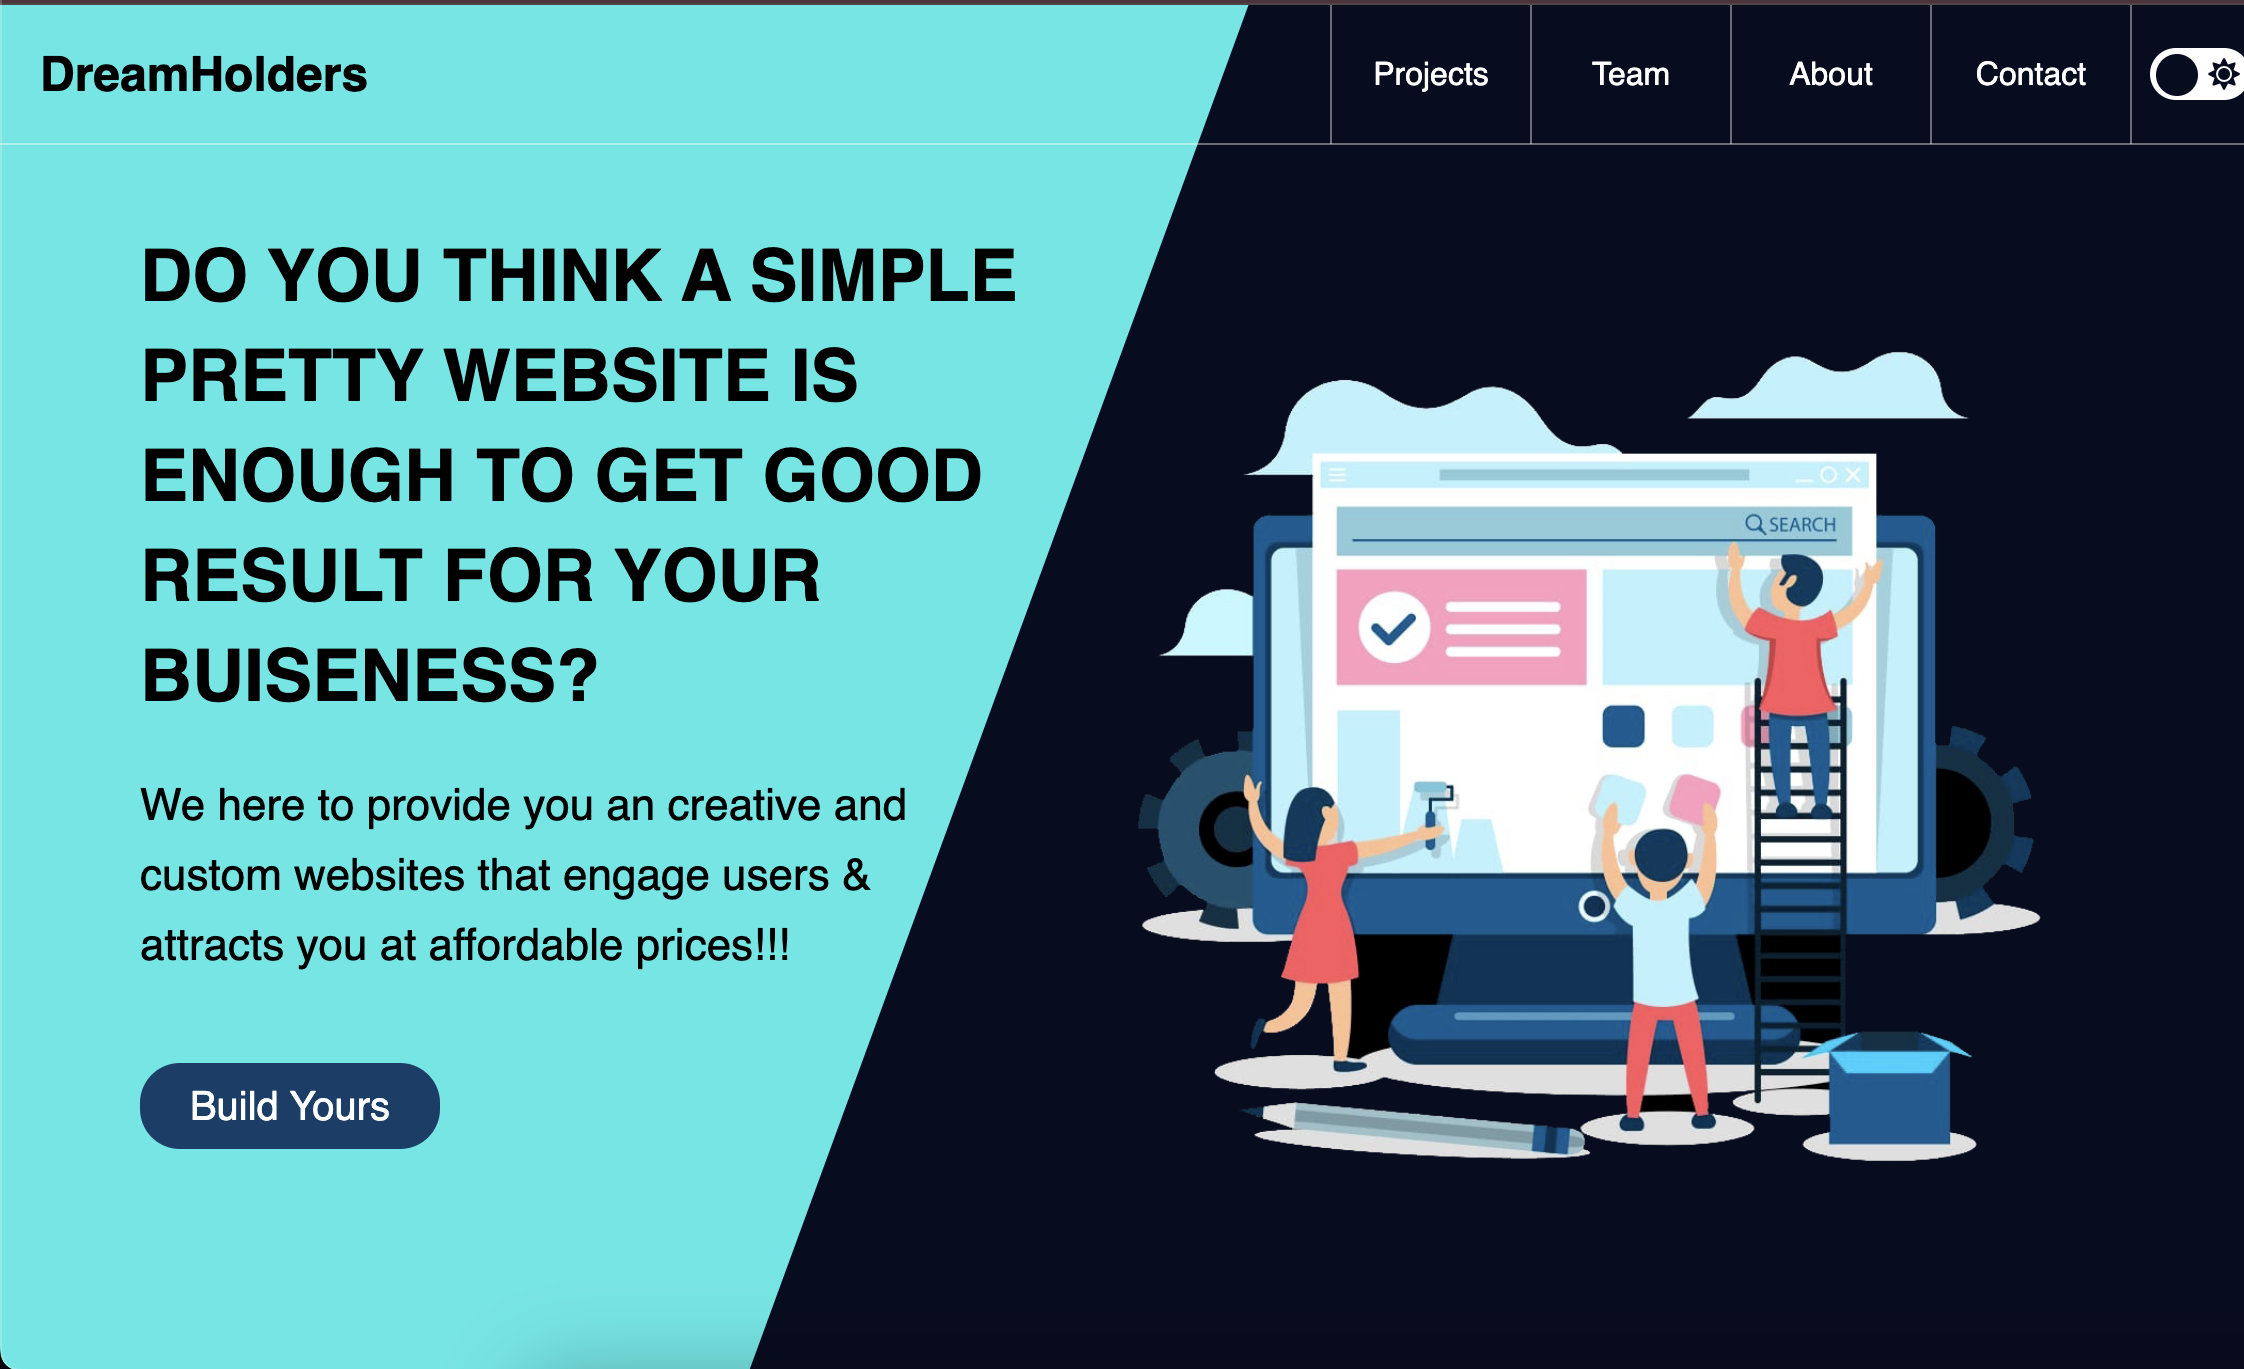 DreamHolders
Projects
Team
About
Contact
DO YOU THINK A SIMPLE
PRETTY WEBSITE IS
ENOUGH TO GET GOOD
RESULT FOR YOUR
BUISENESS?
We here to provide you an creative and
custom websites that engage users &
attracts you at affordable prices!!!
Build Yours
SEARCH